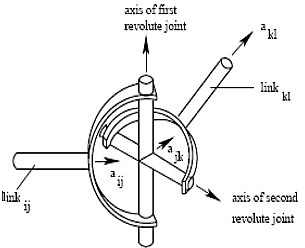 axis of first
revolute joint
a kl
link kl
a jk
a ij
link ij
axis of second
revolute joint